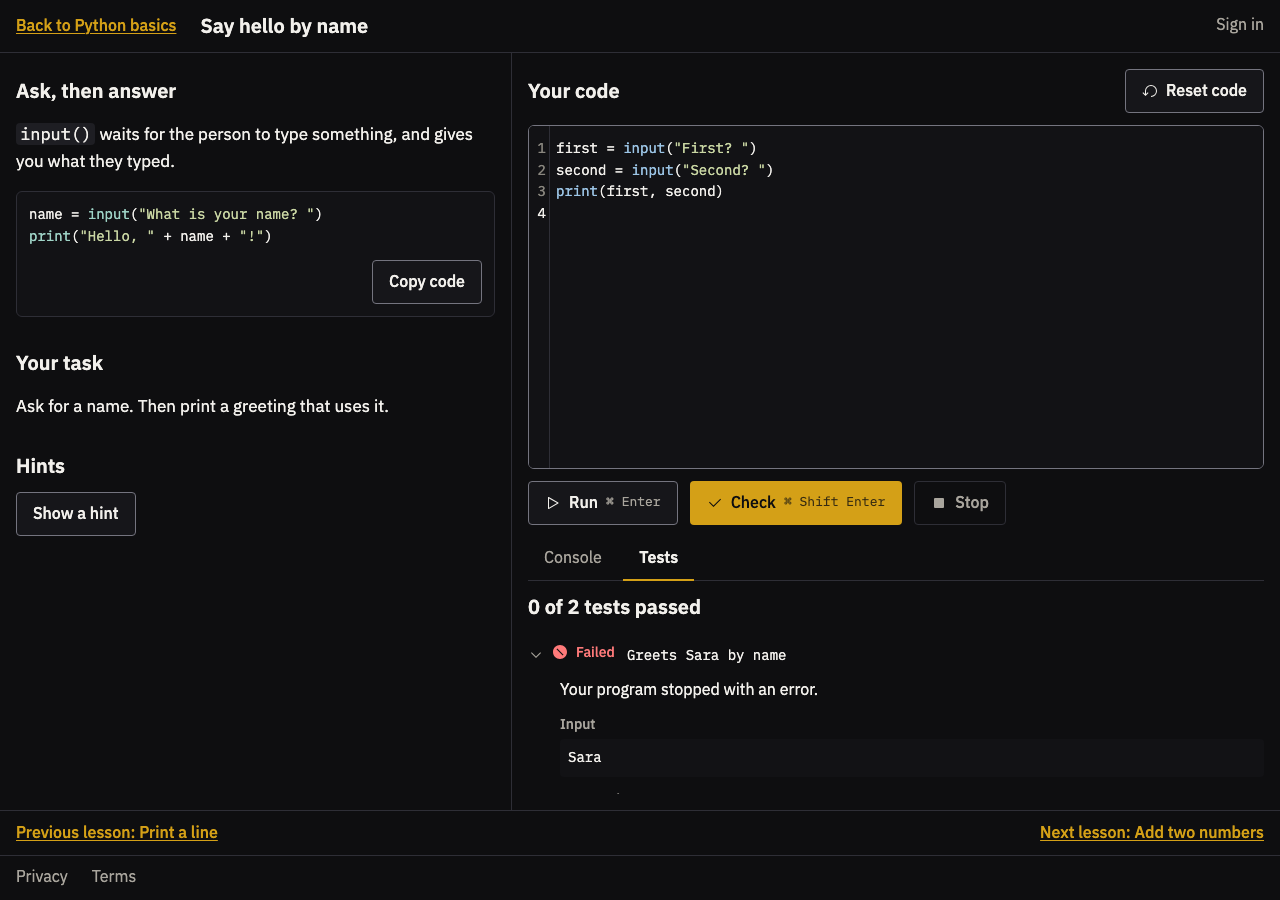 Back to Python basics
Say hello by name
Sign in
Ask, then answer
input() waits for the person to type something, and gives
you what they typed.
name = input("What is your name? ")
print("Hello, " + name + "!")
Copy code
Your task
Ask for a name. Then print a greeting that uses it.
Hints
Show a hint
Your code
Reset code
1 first = input("First? ")
2 second = input("Second? ")
3 print(first, second)
4
Run ⌘ Enter
Check ⌘ Shift Enter
Stop
Console
Tests
0 of 2 tests passed
Failed Greets Sara by name
Your program stopped with an error.
Input
Sara
Previous lesson: Print a line
Next lesson: Add two numbers
Privacy
Terms